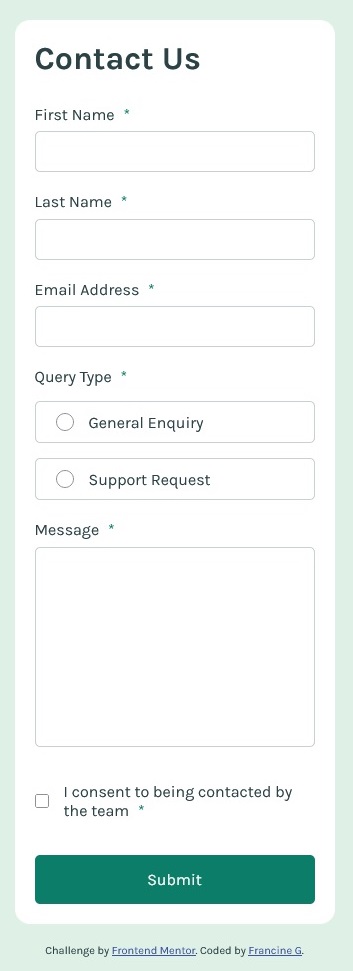 Contact Us
First Name *
Last Name *
Email Address *
Query Type *
General Enquiry
Support Request
Message *
I consent to being contacted by
the team *
Submit
Challenge by Frontend Mentor. Coded by Francine G.